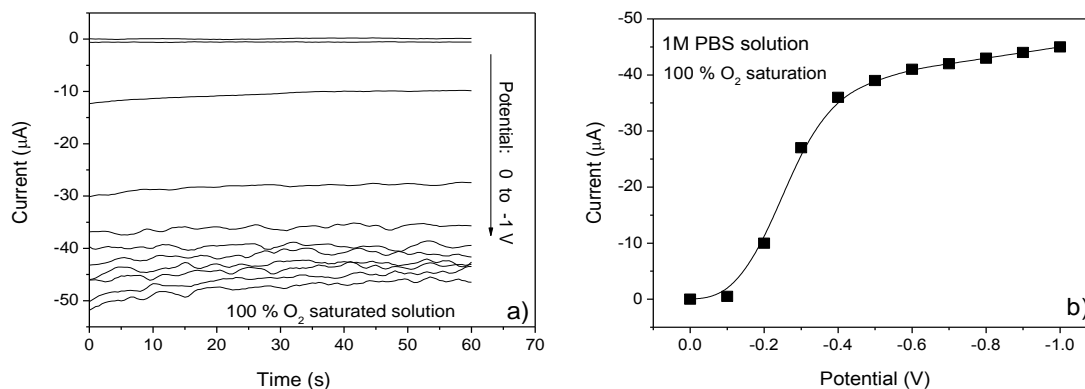 0
-10
-20
-30
-40
-50
Current (μA)
0 10 20 30 40 50 60 70
Time (s)
Potential: 0 to -1 V
100 % O2 saturated solution
a)
-50
-40
-30
-20
-10
0
Current (μA)
1M PBS solution
100 % O2 saturation
0.0 -0.2 -0.4 -0.6 -0.8 -1.0
Potential (V)
b)